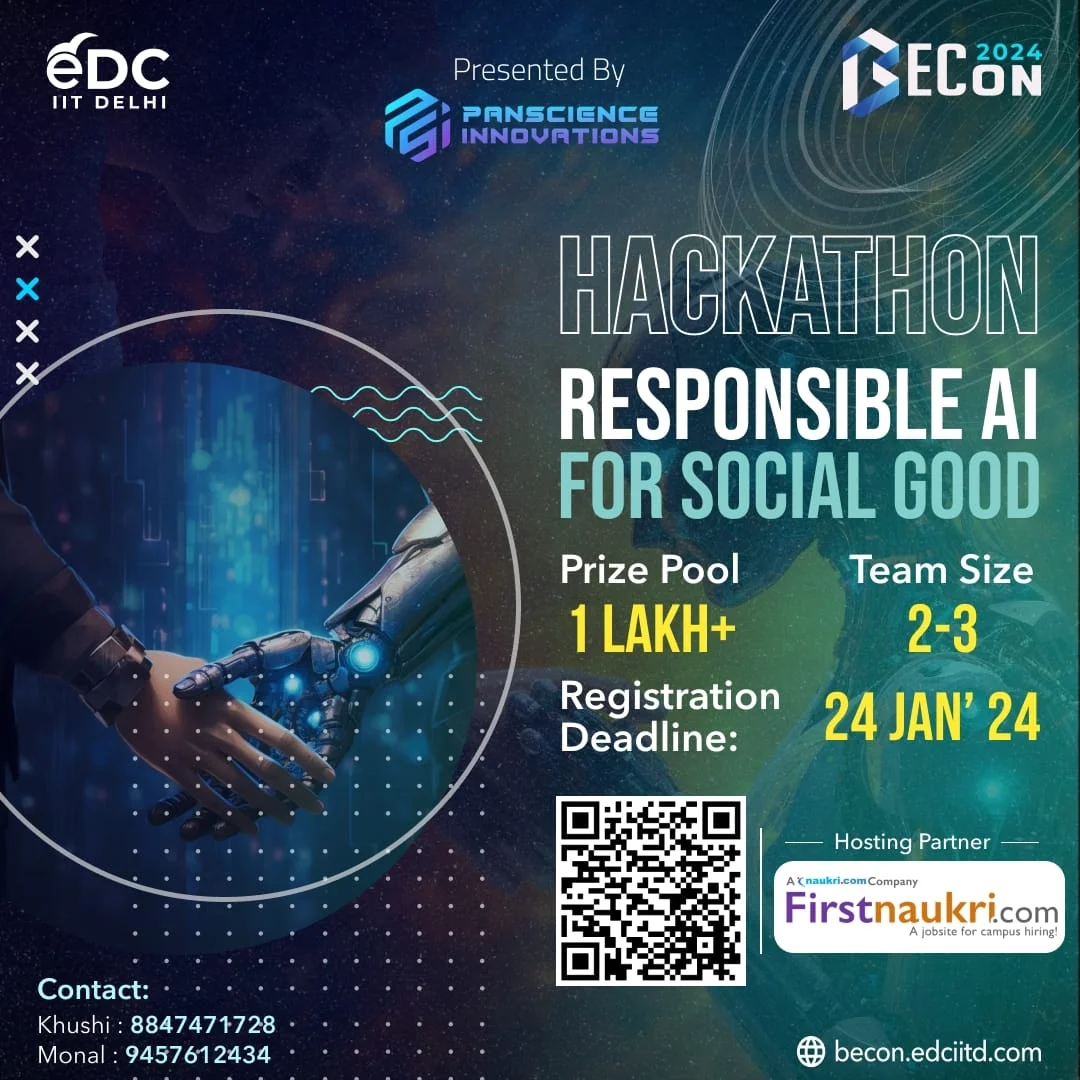 eDC
IIT DELHI
Presented By
PANSCIENCE
INNOVATIONS
BECON
2024
HACKATHON
RESPONSIBLE AI
FOR SOCIAL GOOD
Prize Pool
1 LAKH+
Team Size
2-3
Registration
Deadline:
24 JAN' 24
Hosting Partner
A naukri.com Company
Firstnaukri.com
A jobsite for campus hiring!
Contact:
Khushi : 8847471728
Monal : 9457612434
becon.edciitd.com